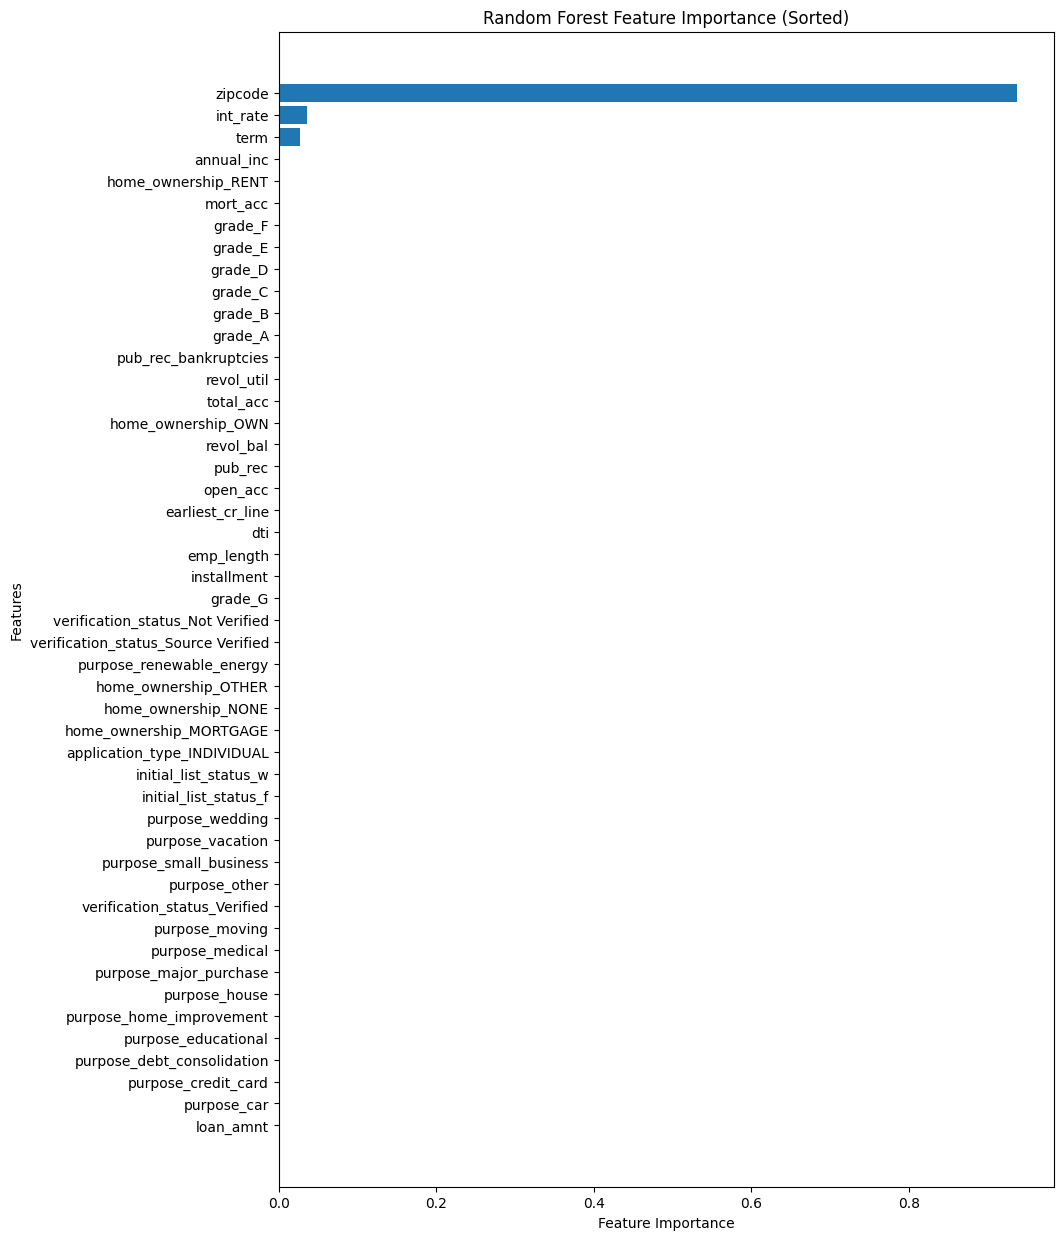 Random Forest Feature Importance (Sorted)
zipcode
int_rate
term
annual_inc
home_ownership_RENT
mort_acc
grade_F
grade_E
grade_D
grade_C
grade_B
grade_A
pub_rec_bankruptcies
revol_util
total_acc
home_ownership_OWN
revol_bal
pub_rec
open_acc
earliest_cr_line
dti
emp_length
installment
grade_G
verification_status_Not Verified
verification_status_Source Verified
purpose_renewable_energy
home_ownership_OTHER
home_ownership_NONE
home_ownership_MORTGAGE
application_type_INDIVIDUAL
initial_list_status_w
initial_list_status_f
purpose_wedding
purpose_vacation
purpose_small_business
purpose_other
verification_status_Verified
purpose_moving
purpose_medical
purpose_major_purchase
purpose_house
purpose_home_improvement
purpose_educational
purpose_debt_consolidation
purpose_credit_card
purpose_car
loan_amnt
Features
0.0 0.2 0.4 0.6 0.8
Feature Importance